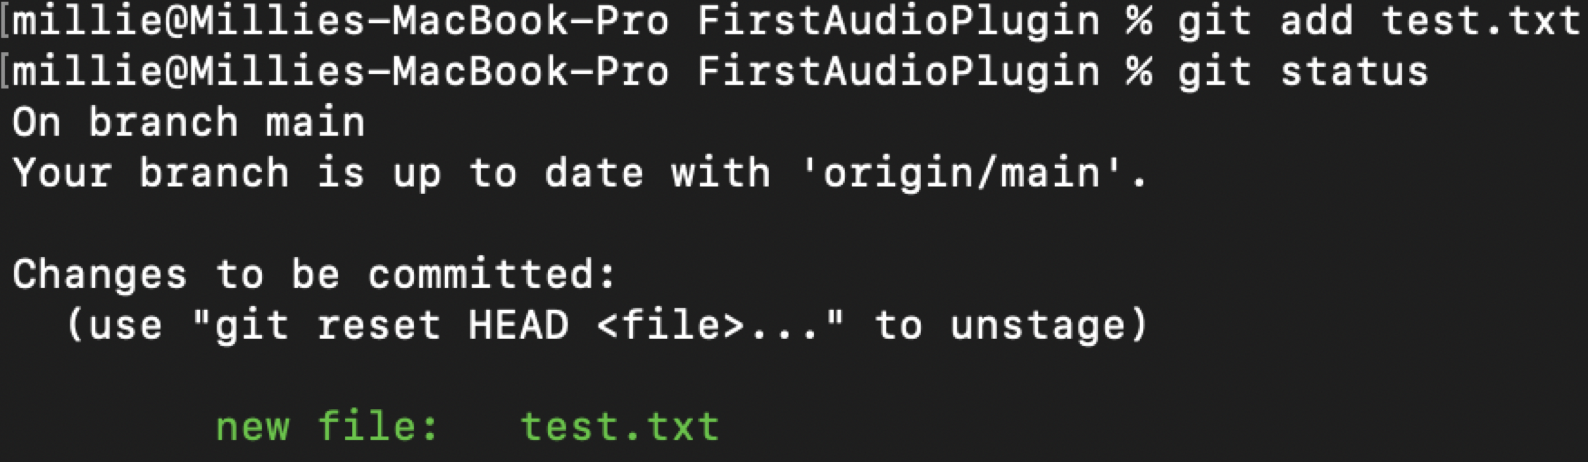 [millie@Millies-MacBook-Pro FirstAudioPlugin % git add test.txt
[millie@Millies-MacBook-Pro FirstAudioPlugin % git status
On branch main
Your branch is up to date with 'origin/main'.
Changes to be committed:
  (use "git reset HEAD <file>..." to unstage)
        new file:   test.txt